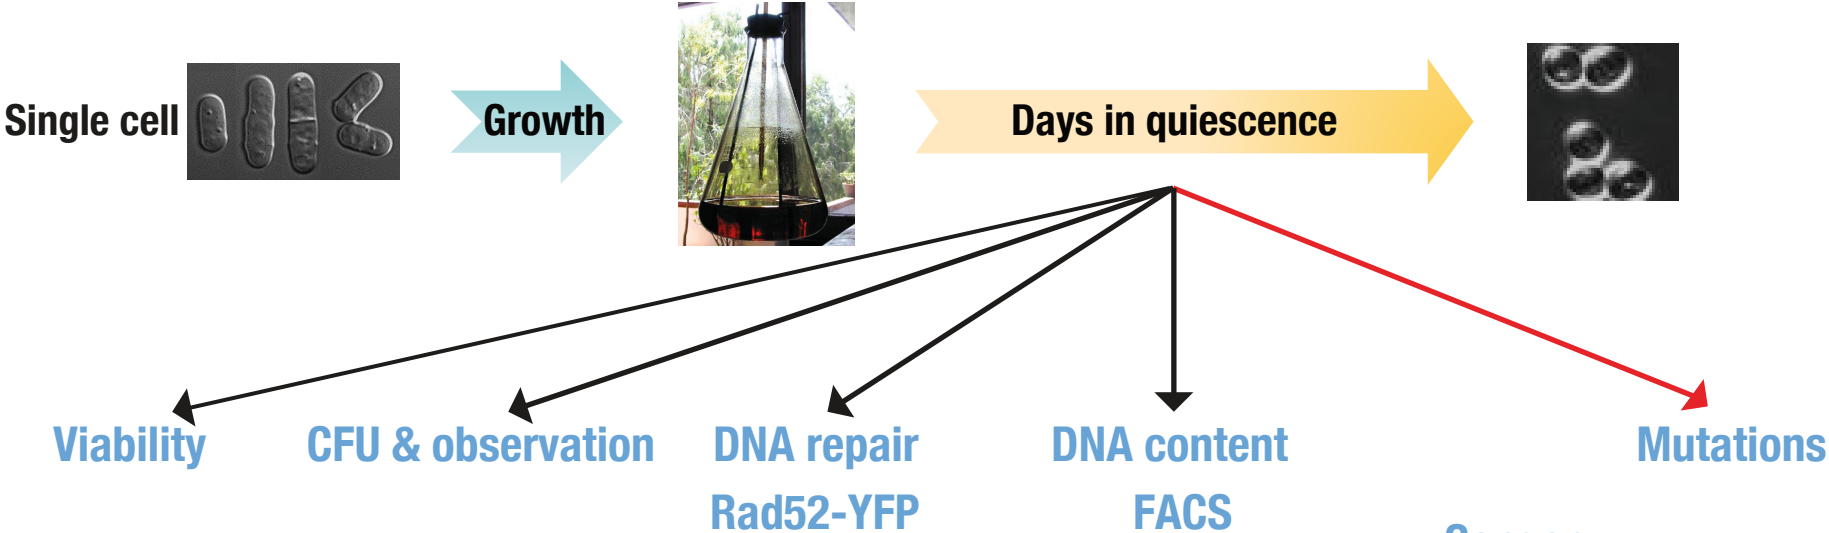 Single cell
Growth
Days in quiescence
Viability
CFU & observation
DNA repair
DNA content
Mutations
Rad52-YFP
FACS